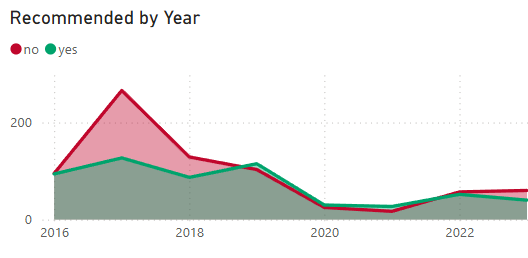 Recommended by Year
no yes
200
0
2016 2018 2020 2022